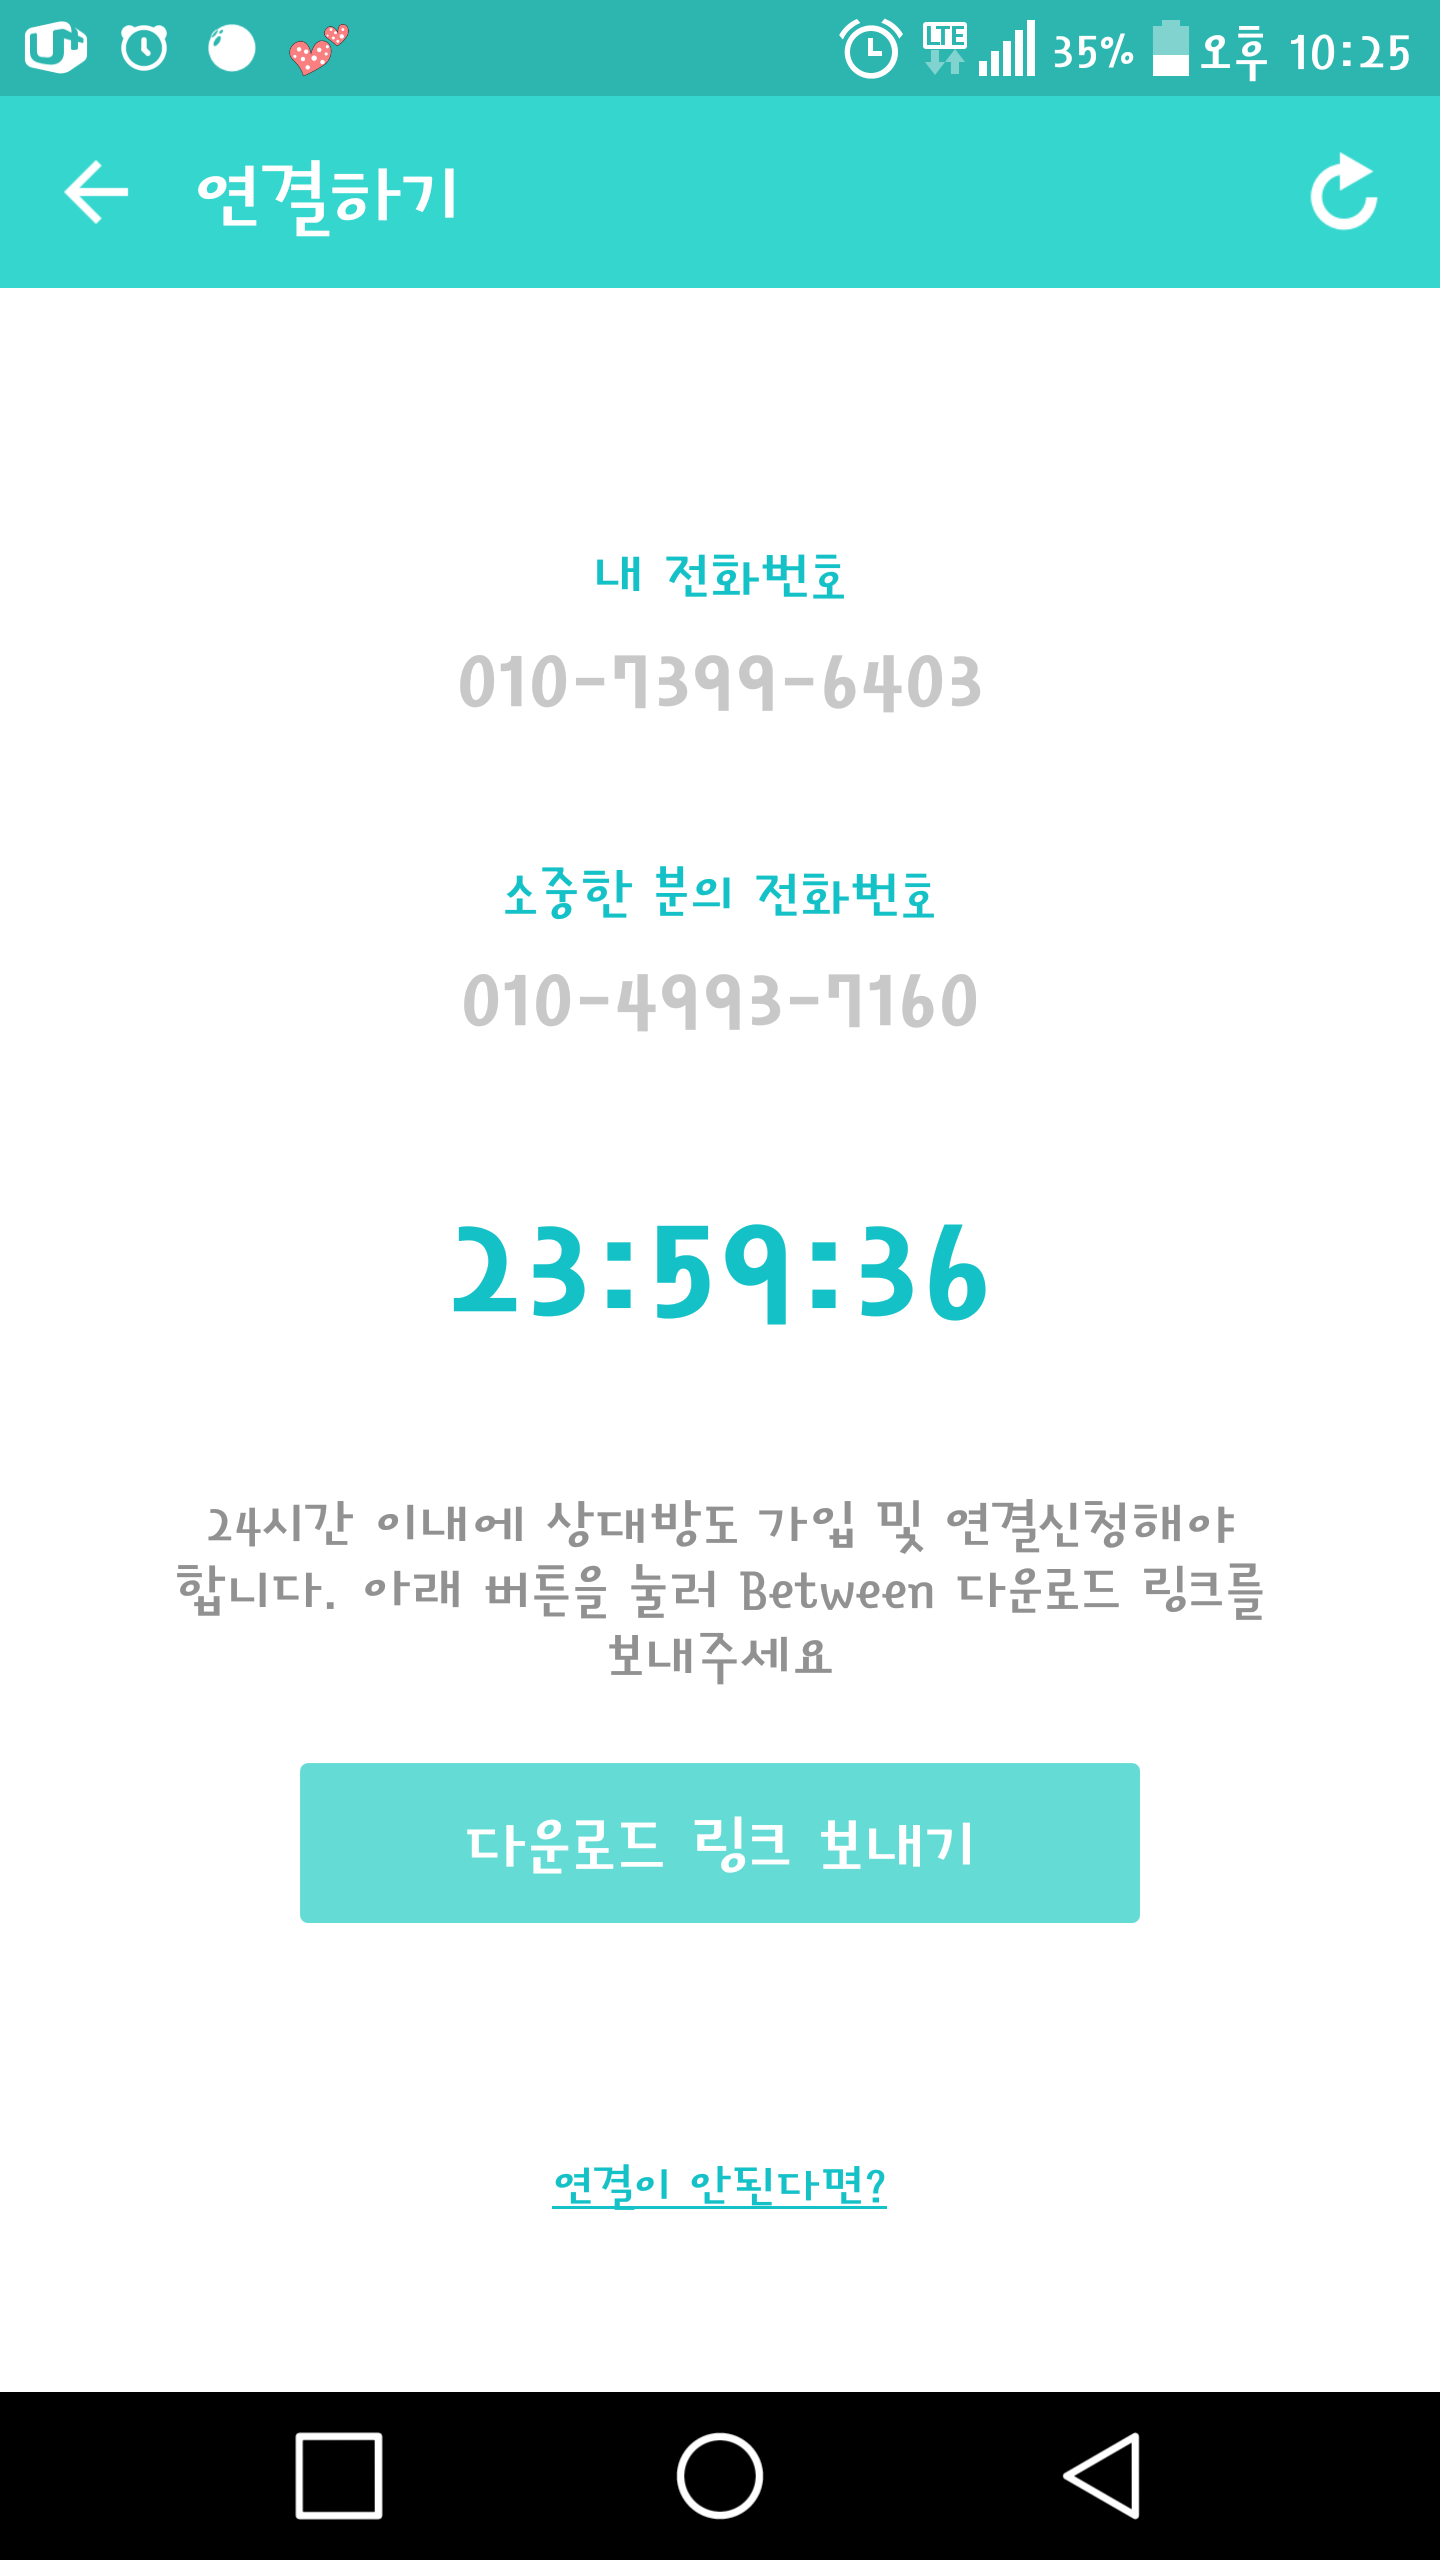 LTE 35% 오후 10:25
연결하기
내 전화번호
010-7399-6403
소중한 분의 전화번호
010-4993-7160
23:59:36
24시간 이내에 상대방도 가입 및 연결신청해야
합니다. 아래 버튼을 눌러 Between 다운로드 링크를
보내주세요
다운로드 링크 보내기
연결이 안된다면?